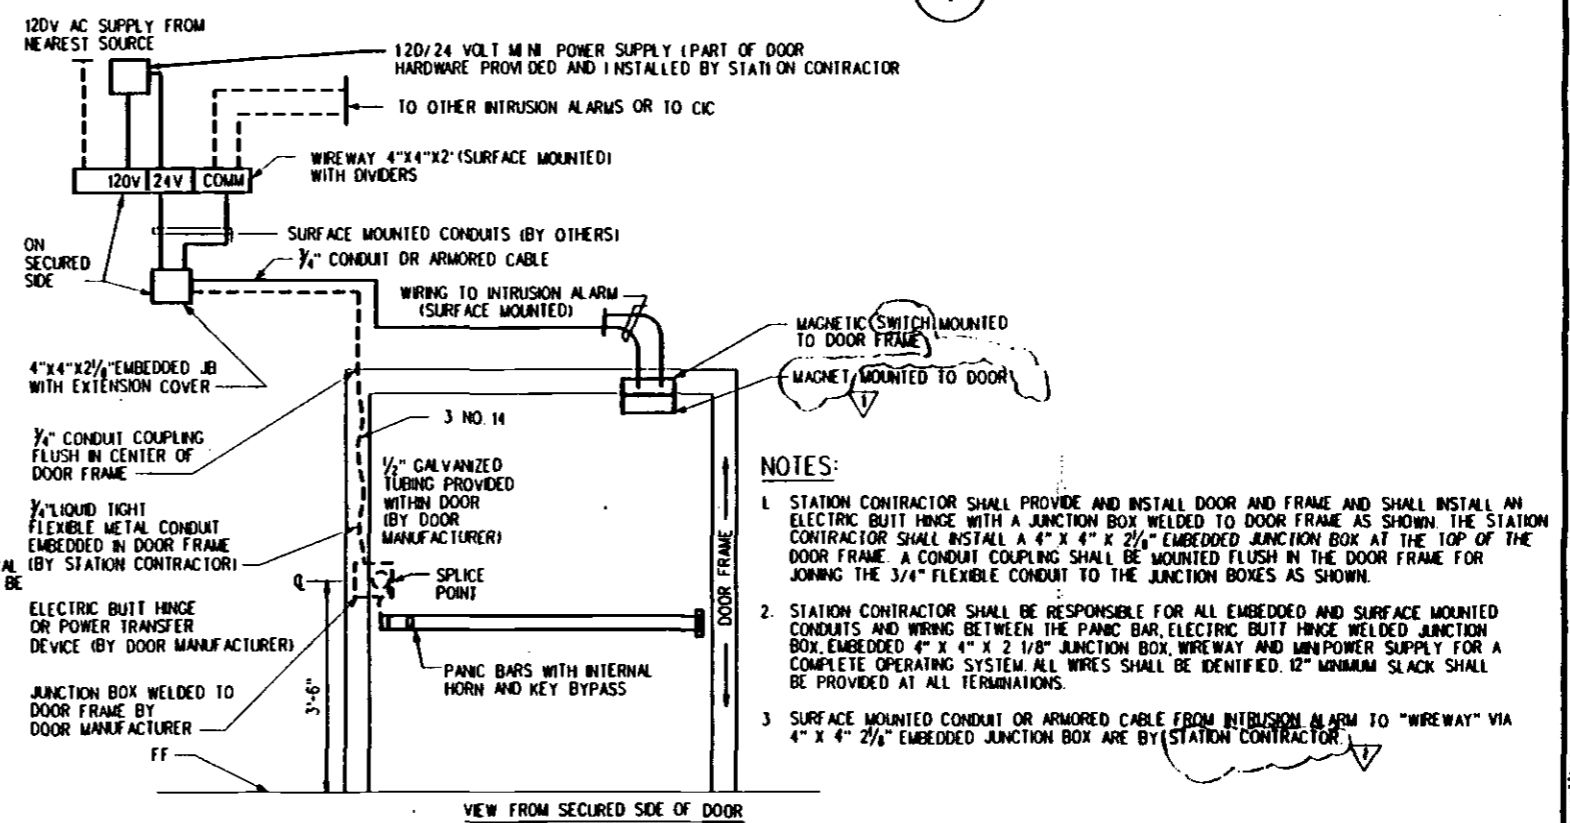 120V AC SUPPLY FROM
NEAREST SOURCE
120/24 VOLT MINI POWER SUPPLY (PART OF DOOR
HARDWARE PROVIDED AND INSTALLED BY STATION CONTRACTOR
TO OTHER INTRUSION ALARMS OR TO CIC
WIREWAY 4"X4"X2' (SURFACE MOUNTED)
WITH DIVIDERS
120V 24V COMM
ON
SECURED
SIDE
SURFACE MOUNTED CONDUITS (BY OTHERS)
3/4" CONDUIT OR ARMORED CABLE
WIRING TO INTRUSION ALARM
(SURFACE MOUNTED)
MAGNETIC SWITCH MOUNTED
TO DOOR FRAME
MAGNET MOUNTED TO DOOR
1
4"X4"X2 1/8" EMBEDDED JB
WITH EXTENSION COVER
3 NO. 14
3/4" CONDUIT COUPLING
FLUSH IN CENTER OF
DOOR FRAME
1/2" GALVANIZED
TUBING PROVIDED
WITHIN DOOR
(BY DOOR
MANUFACTURER)
3/4" LIQUID TIGHT
FLEXIBLE METAL CONDUIT
EMBEDDED IN DOOR FRAME
(BY STATION CONTRACTOR)
AL
BE
℄
SPLICE
POINT
DOOR FRAME
ELECTRIC BUTT HINGE
OR POWER TRANSFER
DEVICE (BY DOOR MANUFACTURER)
PANIC BARS WITH INTERNAL
HORN AND KEY BYPASS
3'-6"
JUNCTION BOX WELDED TO
DOOR FRAME BY
DOOR MANUFACTURER
FF
VIEW FROM SECURED SIDE OF DOOR
NOTES:
1. STATION CONTRACTOR SHALL PROVIDE AND INSTALL DOOR AND FRAME AND SHALL INSTALL AN
ELECTRIC BUTT HINGE WITH A JUNCTION BOX WELDED TO DOOR FRAME AS SHOWN. THE STATION
CONTRACTOR SHALL INSTALL A 4" X 4" X 2 1/8" EMBEDDED JUNCTION BOX AT THE TOP OF THE
DOOR FRAME. A CONDUIT COUPLING SHALL BE MOUNTED FLUSH IN THE DOOR FRAME FOR
JOINING THE 3/4" FLEXIBLE CONDUIT TO THE JUNCTION BOXES AS SHOWN.
2. STATION CONTRACTOR SHALL BE RESPONSIBLE FOR ALL EMBEDDED AND SURFACE MOUNTED
CONDUITS AND WIRING BETWEEN THE PANIC BAR, ELECTRIC BUTT HINGE WELDED JUNCTION
BOX, EMBEDDED 4" X 4" X 2 1/8" JUNCTION BOX, WIREWAY AND MINI POWER SUPPLY FOR A
COMPLETE OPERATING SYSTEM. ALL WIRES SHALL BE IDENTIFIED. 12" MINIMUM SLACK SHALL
BE PROVIDED AT ALL TERMINATIONS.
3 SURFACE MOUNTED CONDUIT OR ARMORED CABLE FROM INTRUSION ALARM TO "WIREWAY" VIA
4" X 4" 2 1/8" EMBEDDED JUNCTION BOX ARE BY STATION CONTRACTOR.
1